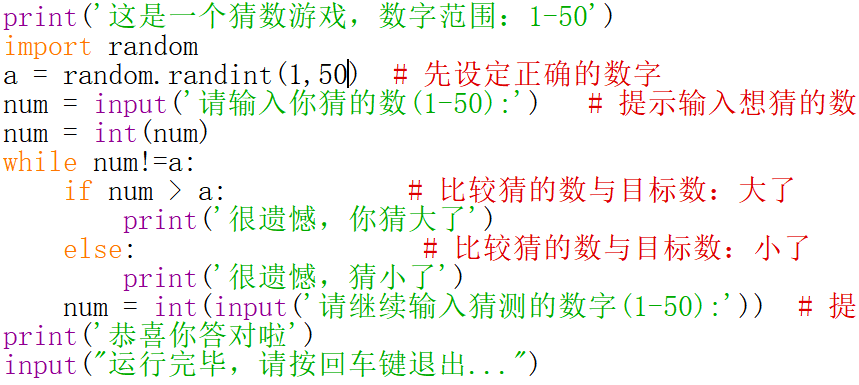 print('这是一个猜数游戏，数字范围：1-50')
import random
a = random.randint(1,50)  # 先设定正确的数字
num = input('请输入你猜的数(1-50):')   # 提示输入想猜的数
num = int(num)
while num!=a:
    if num > a:            # 比较猜的数与目标数：大了
        print('很遗憾，你猜大了')
    else:                   # 比较猜的数与目标数：小了
        print('很遗憾，猜小了')
    num = int(input('请继续输入猜测的数字(1-50):'))  # 提
print('恭喜你答对啦')
input("运行完毕，请按回车键退出...")